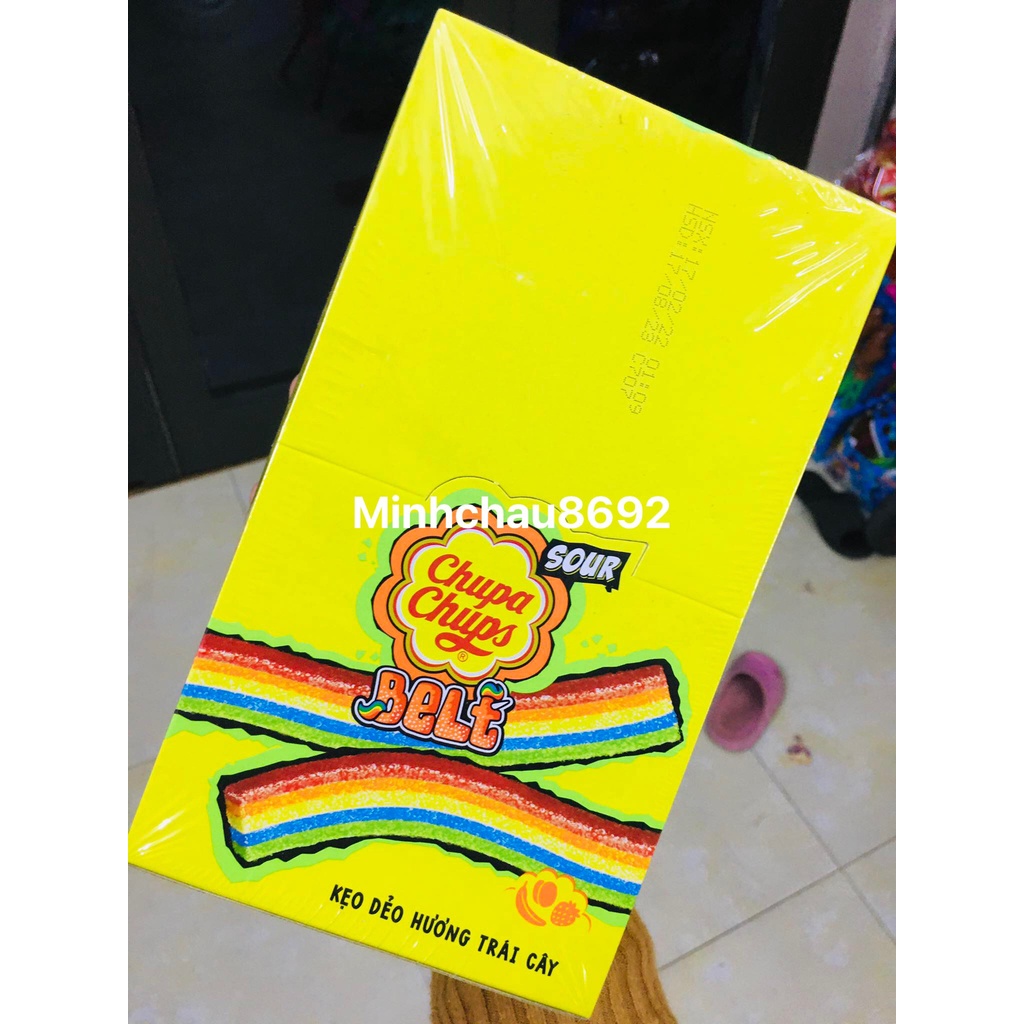 NSX: 17/02/22 01:09
HSD: 17/08/23
Minhchau8692
SOUR
Chupa
Chups
®
BELT
KẸO DẺO HƯƠNG TRÁI CÂY